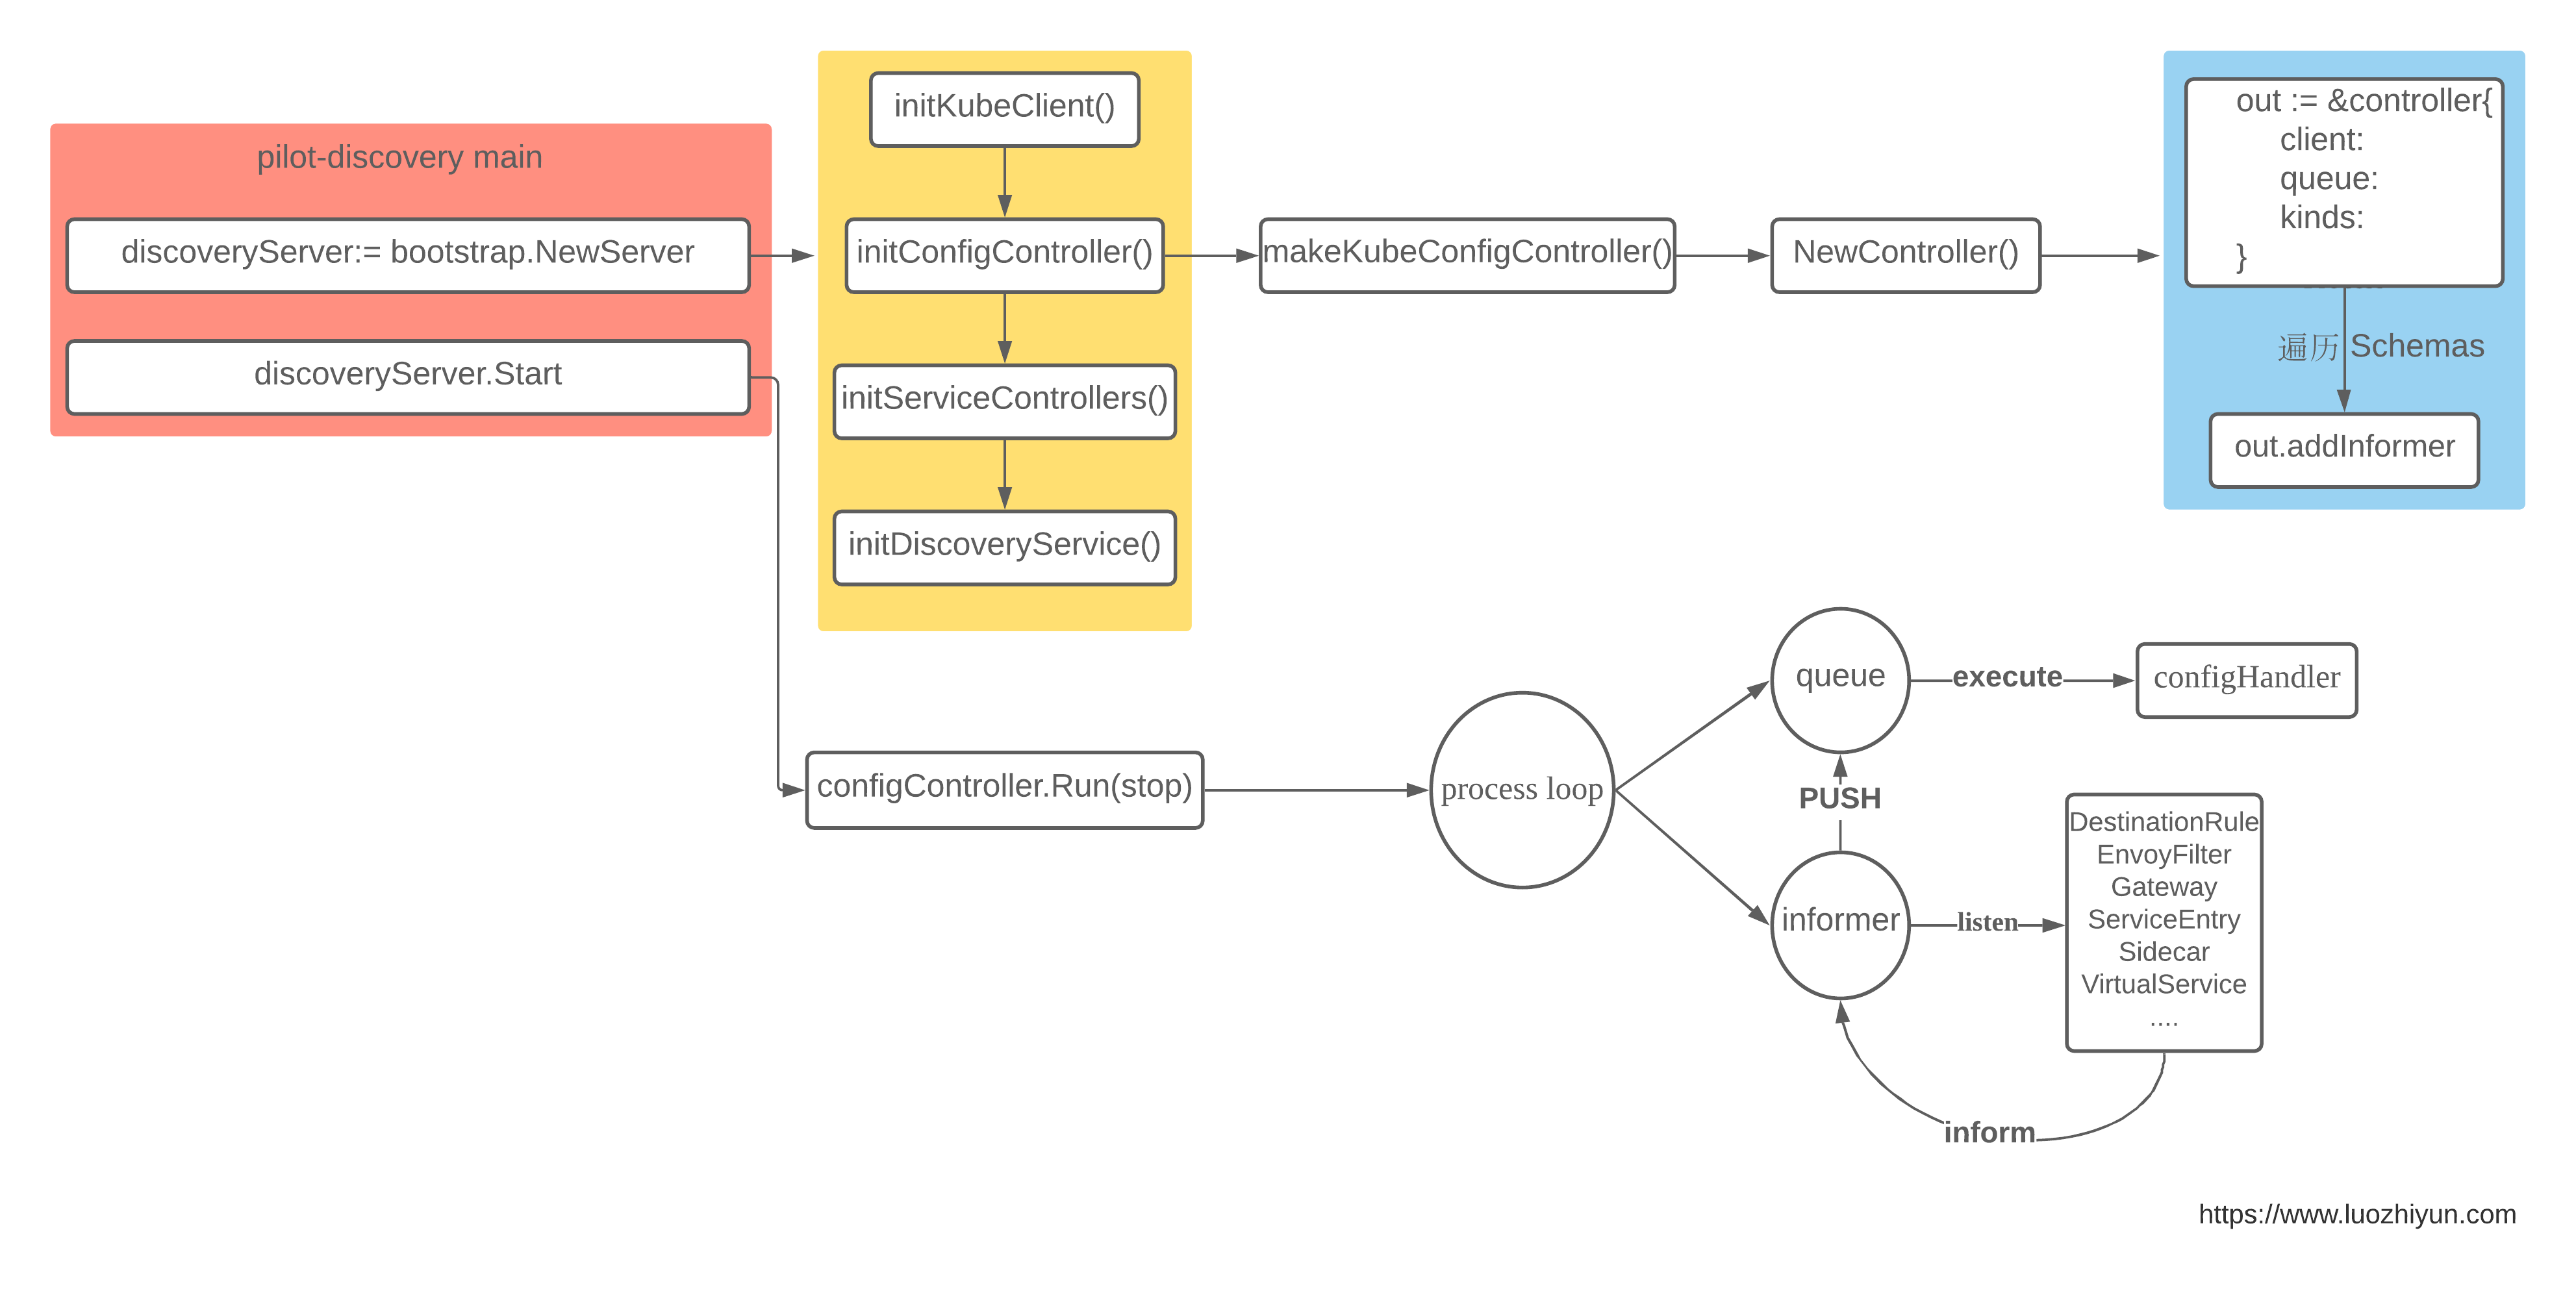 pilot-discovery main
discoveryServer:= bootstrap.NewServer
discoveryServer.Start
initKubeClient()
initConfigController()
initServiceControllers()
initDiscoveryService()
makeKubeConfigController()
NewController()
out := &controller{
client:
queue:
kinds:
}
遍历 Schemas
out.addInformer
configController.Run(stop)
process loop
queue
execute
configHandler
PUSH
informer
listen
DestinationRule
EnvoyFilter
Gateway
ServiceEntry
Sidecar
VirtualService
....
inform
https://www.luozhiyun.com